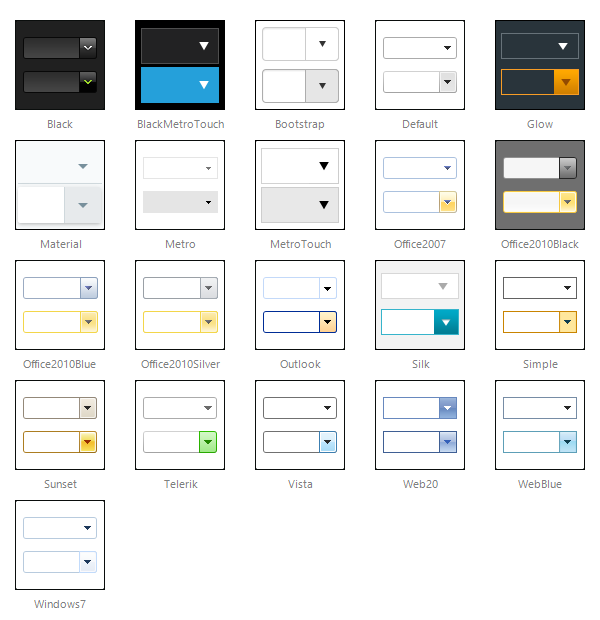 Black
BlackMetroTouch
Bootstrap
Default
Glow
Material
Metro
MetroTouch
Office2007
Office2010Black
Office2010Blue
Office2010Silver
Outlook
Silk
Simple
Sunset
Telerik
Vista
Web20
WebBlue
Windows7